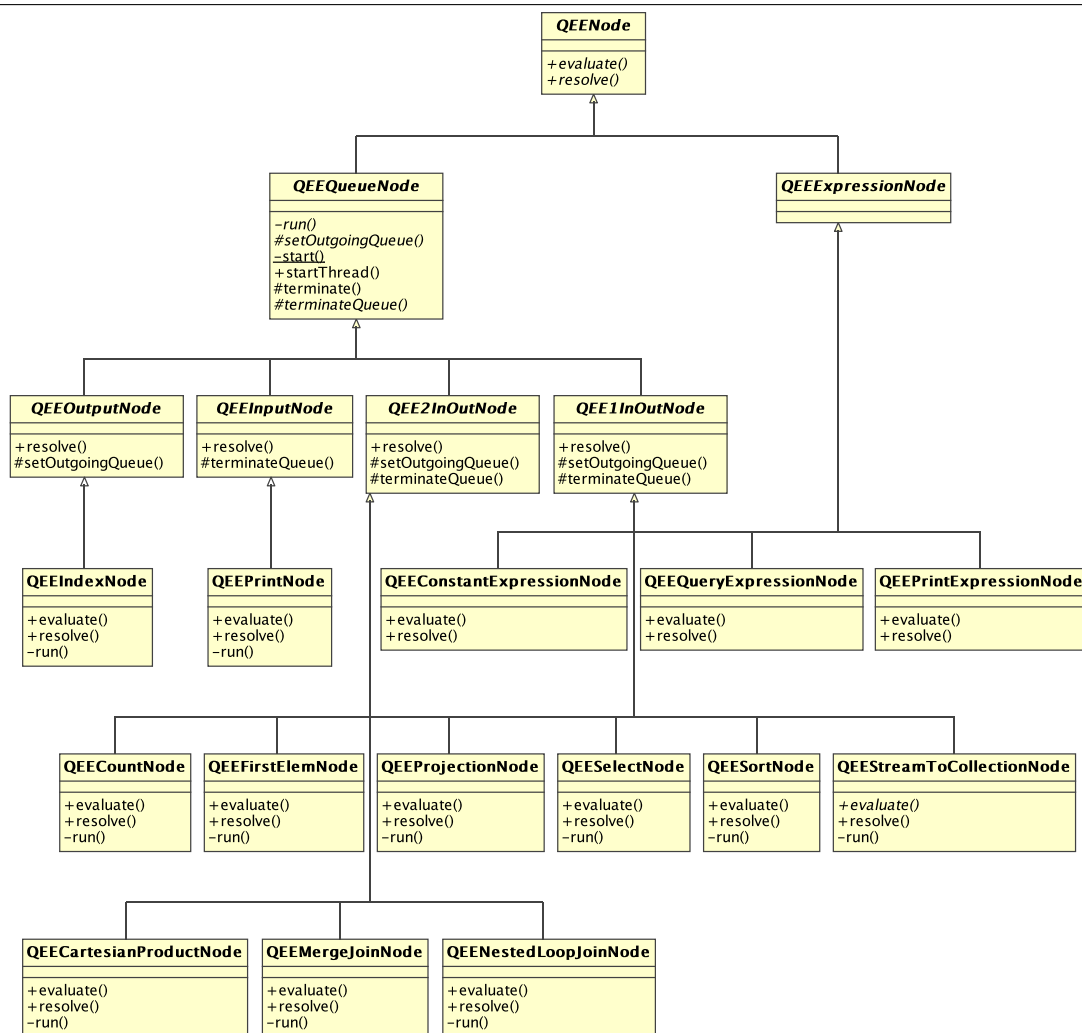 QEENode
+evaluate()
+resolve()
QEEQueueNode
-run()
#setOutgoingQueue()
-start()
+startThread()
#terminate()
#terminateQueue()
QEEExpressionNode
QEEOutputNode
+resolve()
#setOutgoingQueue()
QEEInputNode
+resolve()
#terminateQueue()
QEE2InOutNode
+resolve()
#setOutgoingQueue()
#terminateQueue()
QEE1InOutNode
+resolve()
#setOutgoingQueue()
#terminateQueue()
QEEIndexNode
+evaluate()
+resolve()
-run()
QEEPrintNode
+evaluate()
+resolve()
-run()
QEEConstantExpressionNode
+evaluate()
+resolve()
QEEQueryExpressionNode
+evaluate()
+resolve()
QEEPrintExpressionNode
+evaluate()
+resolve()
QEECountNode
+evaluate()
+resolve()
-run()
QEEFirstElemNode
+evaluate()
+resolve()
-run()
QEEProjectionNode
+evaluate()
+resolve()
-run()
QEESelectNode
+evaluate()
+resolve()
-run()
QEESortNode
+evaluate()
+resolve()
-run()
QEEStreamToCollectionNode
+evaluate()
+resolve()
-run()
QEECartesianProductNode
+evaluate()
+resolve()
-run()
QEEMergeJoinNode
+evaluate()
+resolve()
-run()
QEENestedLoopJoinNode
+evaluate()
+resolve()
-run()